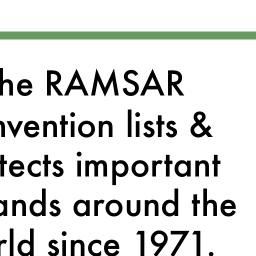 he RAMSAR
nvention lists &
tects important
ands around the
rld since 1971.